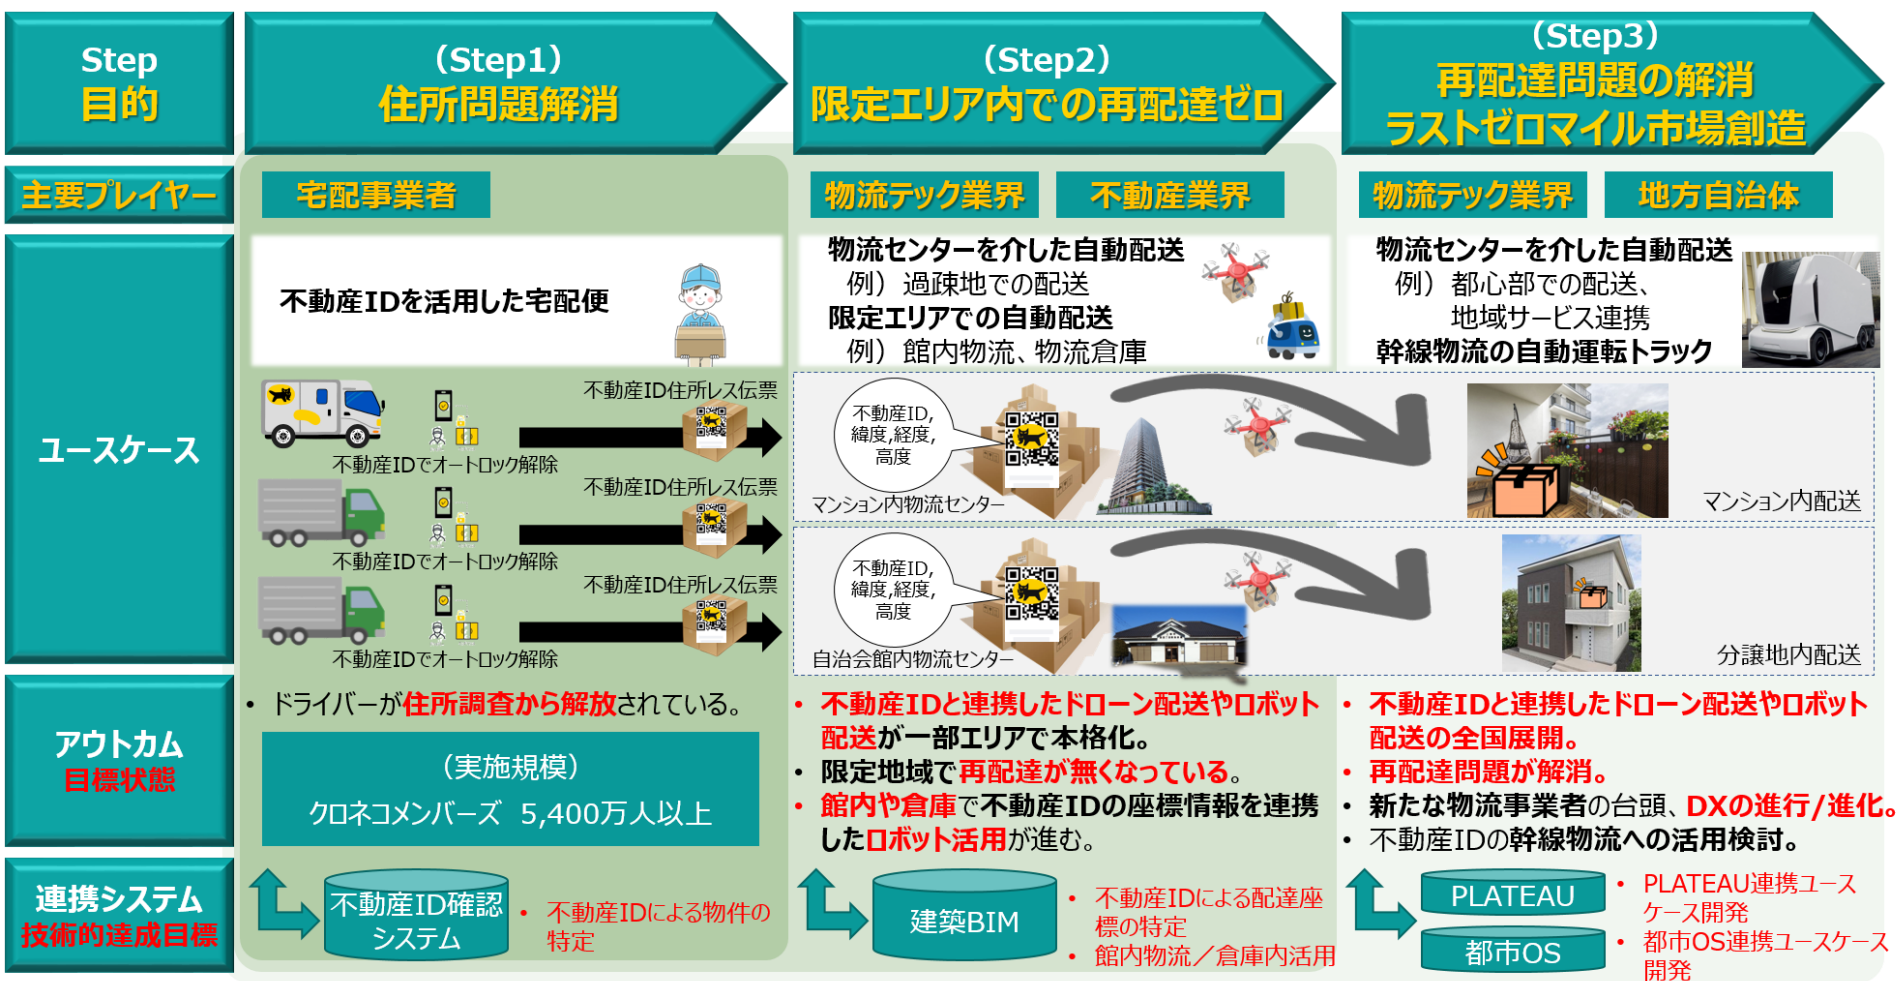 Step
目的
（Step1）
住所問題解消
（Step2）
限定エリア内での再配達ゼロ
（Step3）
再配達問題の解消
ラストゼロマイル市場創造
主要プレイヤー
宅配事業者
物流テック業界
不動産業界
物流テック業界
地方自治体
ユースケース
不動産IDを活用した宅配便
物流センターを介した自動配送
例）過疎地での配送
限定エリアでの自動配送
例）館内物流、物流倉庫
物流センターを介した自動配送
例）都心部での配送、
地域サービス連携
幹線物流の自動運転トラック
不動産ID住所レス伝票
不動産IDでオートロック解除
不動産ID住所レス伝票
不動産IDでオートロック解除
不動産ID住所レス伝票
不動産IDでオートロック解除
不動産ID,
緯度,経度,
高度
マンション内物流センター
マンション内配送
不動産ID,
緯度,経度,
高度
自治会館内物流センター
分譲地内配送
アウトカム
目標状態
• ドライバーが住所調査から解放されている。
（実施規模）
クロネコメンバーズ 5,400万人以上
• 不動産IDと連携したドローン配送やロボット
配送が一部エリアで本格化。
• 限定地域で再配達が無くなっている。
• 館内や倉庫で不動産IDの座標情報を連携
したロボット活用が進む。
• 不動産IDと連携したドローン配送やロボット
配送の全国展開。
• 再配達問題が解消。
• 新たな物流事業者の台頭、DXの進行/進化。
• 不動産IDの幹線物流への活用検討。
連携システム
技術的達成目標
不動産ID確認
システム
• 不動産IDによる物件の
特定
建築BIM
• 不動産IDによる配達座
標の特定
• 館内物流／倉庫内活用
PLATEAU
都市OS
• PLATEAU連携ユース
ケース開発
• 都市OS連携ユースケース
開発